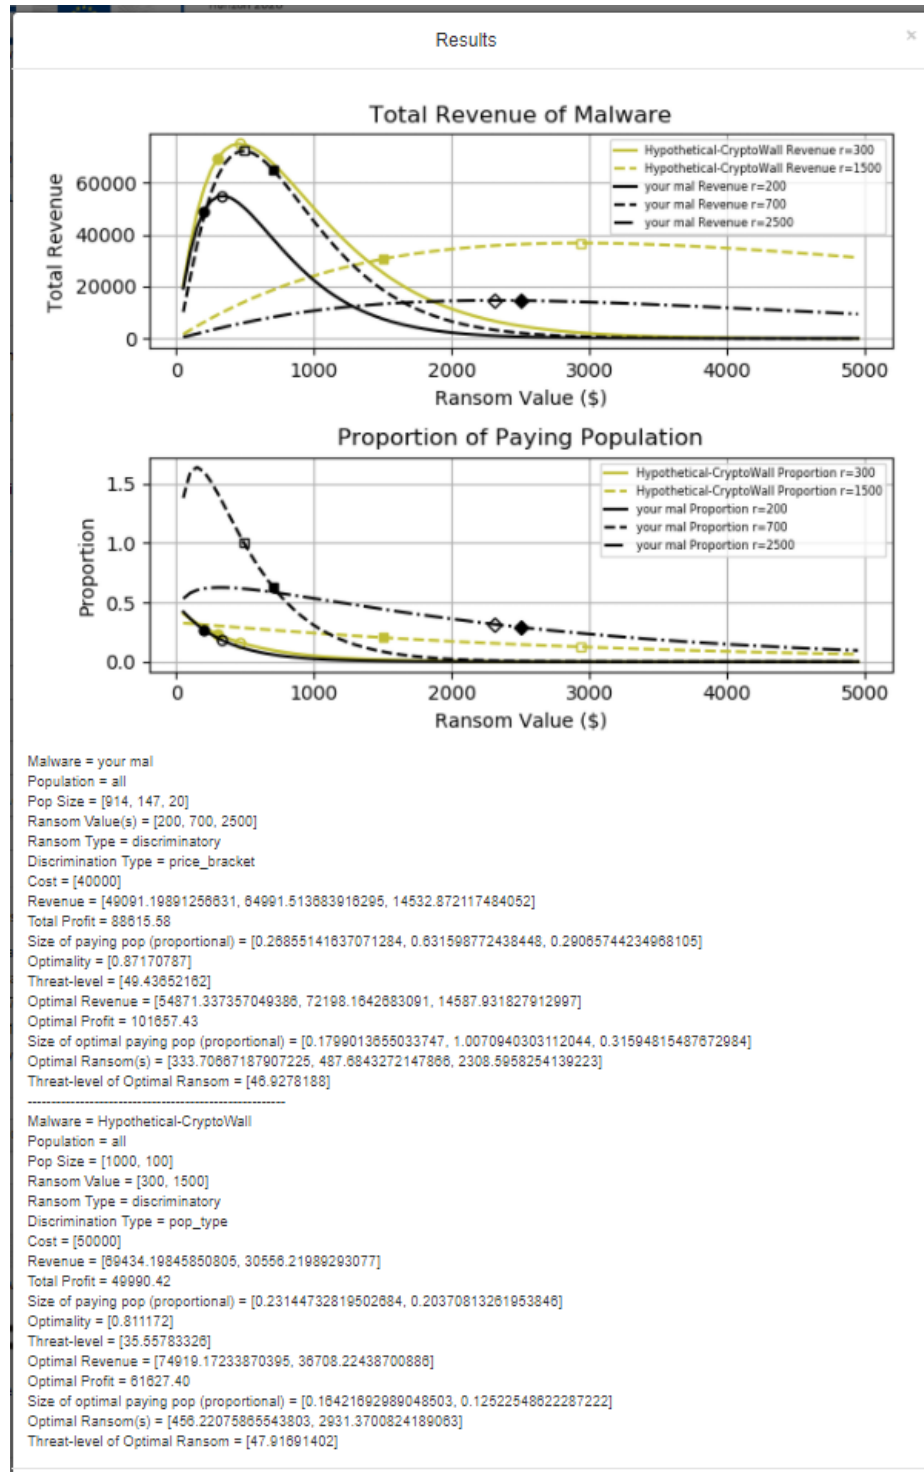 Horizon 2020
Results
×
Total Revenue of Malware
Hypothetical-CryptoWall Revenue r=300
Hypothetical-CryptoWall Revenue r=1500
your mal Revenue r=200
your mal Revenue r=700
your mal Revenue r=2500
Total Revenue
60000
40000
20000
0
0 1000 2000 3000 4000 5000
Ransom Value ($)
Proportion of Paying Population
Hypothetical-CryptoWall Proportion r=300
Hypothetical-CryptoWall Proportion r=1500
your mal Proportion r=200
your mal Proportion r=700
your mal Proportion r=2500
Proportion
1.5
1.0
0.5
0.0
0 1000 2000 3000 4000 5000
Ransom Value ($)
Malware = your mal
Population = all
Pop Size = [914, 147, 20]
Ransom Value(s) = [200, 700, 2500]
Ransom Type = discriminatory
Discrimination Type = price_bracket
Cost = [40000]
Revenue = [49091.19891256631, 64991.513683916295, 14532.872117484052]
Total Profit = 88615.58
Size of paying pop (proportional) = [0.26855141637071284, 0.631598772438448, 0.29065744234968105]
Optimality = [0.87170787]
Threat-level = [49.43652162]
Optimal Revenue = [54871.337357049386, 72198.1642683091, 14587.931827912997]
Optimal Profit = 101657.43
Size of optimal paying pop (proportional) = [0.1799013655033747, 1.0070940303112044, 0.31594815487672984]
Optimal Ransom(s) = [333.70667187907225, 487.6843272147866, 2308.5958254139223]
Threat-level of Optimal Ransom = [46.9278188]
--------------------------------------------------------
Malware = Hypothetical-CryptoWall
Population = all
Pop Size = [1000, 100]
Ransom Value = [300, 1500]
Ransom Type = discriminatory
Discrimination Type = pop_type
Cost = [50000]
Revenue = [69434.19845850805, 30556.21989293077]
Total Profit = 49990.42
Size of paying pop (proportional) = [0.23144732819502684, 0.20370813261953846]
Optimality = [0.811172]
Threat-level = [35.55783326]
Optimal Revenue = [74919.17233870395, 36708.22438700886]
Optimal Profit = 61627.40
Size of optimal paying pop (proportional) = [0.16421692989048503, 0.12522548622287222]
Optimal Ransom(s) = [456.22075865543803, 2931.3700824189063]
Threat-level of Optimal Ransom = [47.91691402]